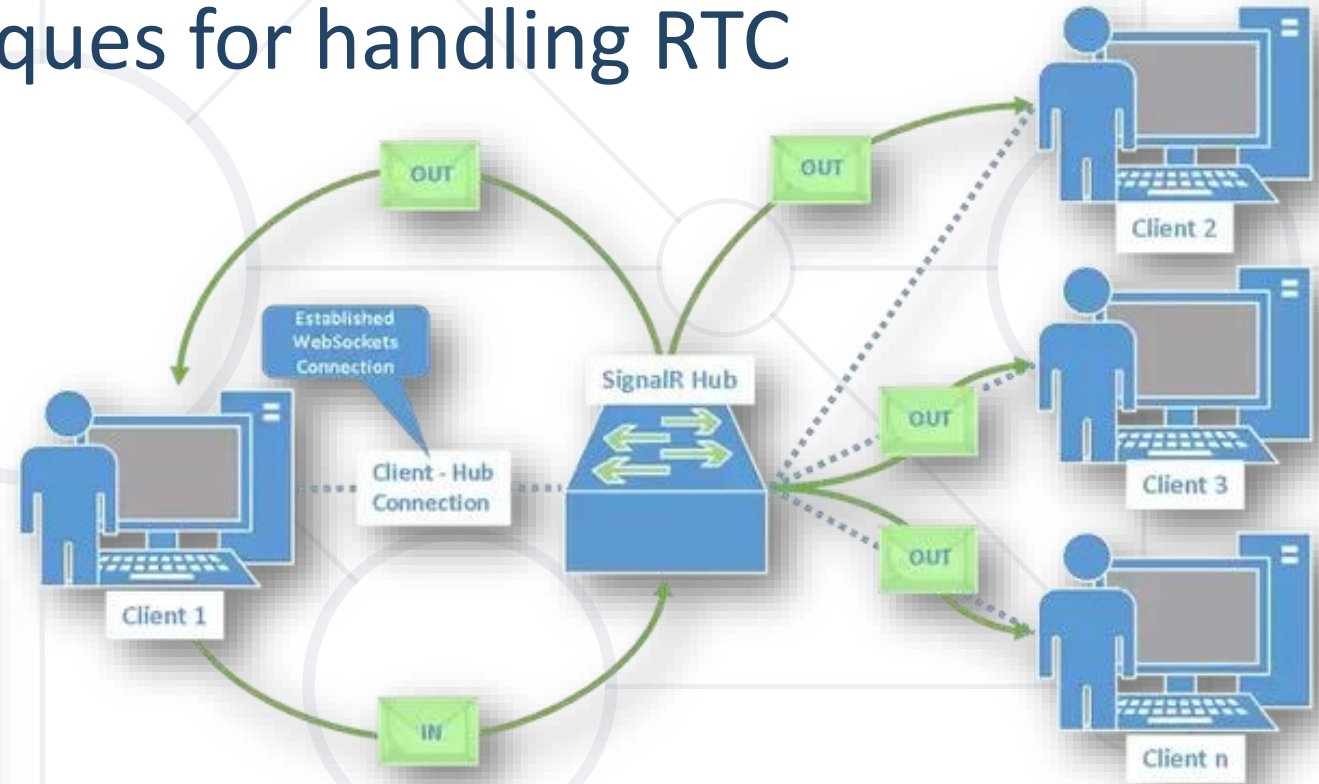 ques for handling RTC
OUT
OUT
Client 2
Established
WebSockets
Connection
SignalR Hub
OUT
Client - Hub
Connection
Client 3
OUT
Client 1
IN
Client n